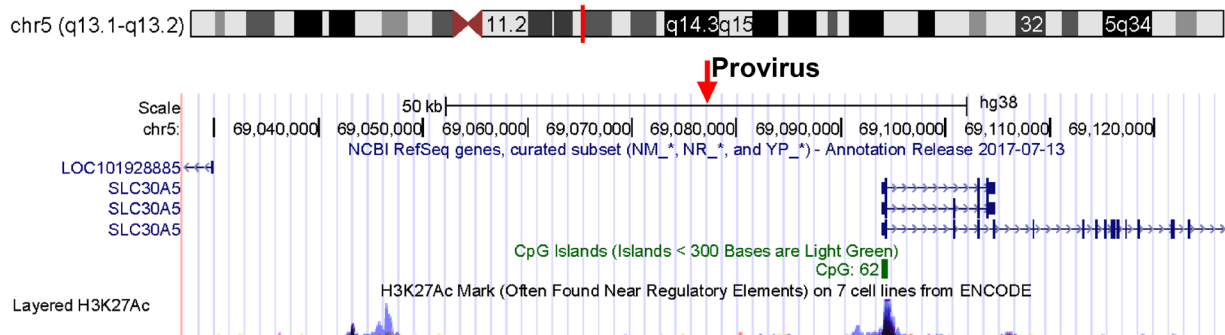 chr5 (q13.1-q13.2) 11.2 q14.3 q15 32 5q34
Provirus
Scale 50 kb hg38
chr5: 69,040,000 69,050,000 69,060,000 69,070,000 69,080,000 69,090,000 69,100,000 69,110,000 69,120,000
NCBI RefSeq genes, curated subset (NM_*, NR_*, and YP_*) - Annotation Release 2017-07-13
LOC101928885
SLC30A5
SLC30A5
SLC30A5
CpG Islands (Islands < 300 Bases are Light Green)
CpG: 62
H3K27Ac Mark (Often Found Near Regulatory Elements) on 7 cell lines from ENCODE
Layered H3K27Ac